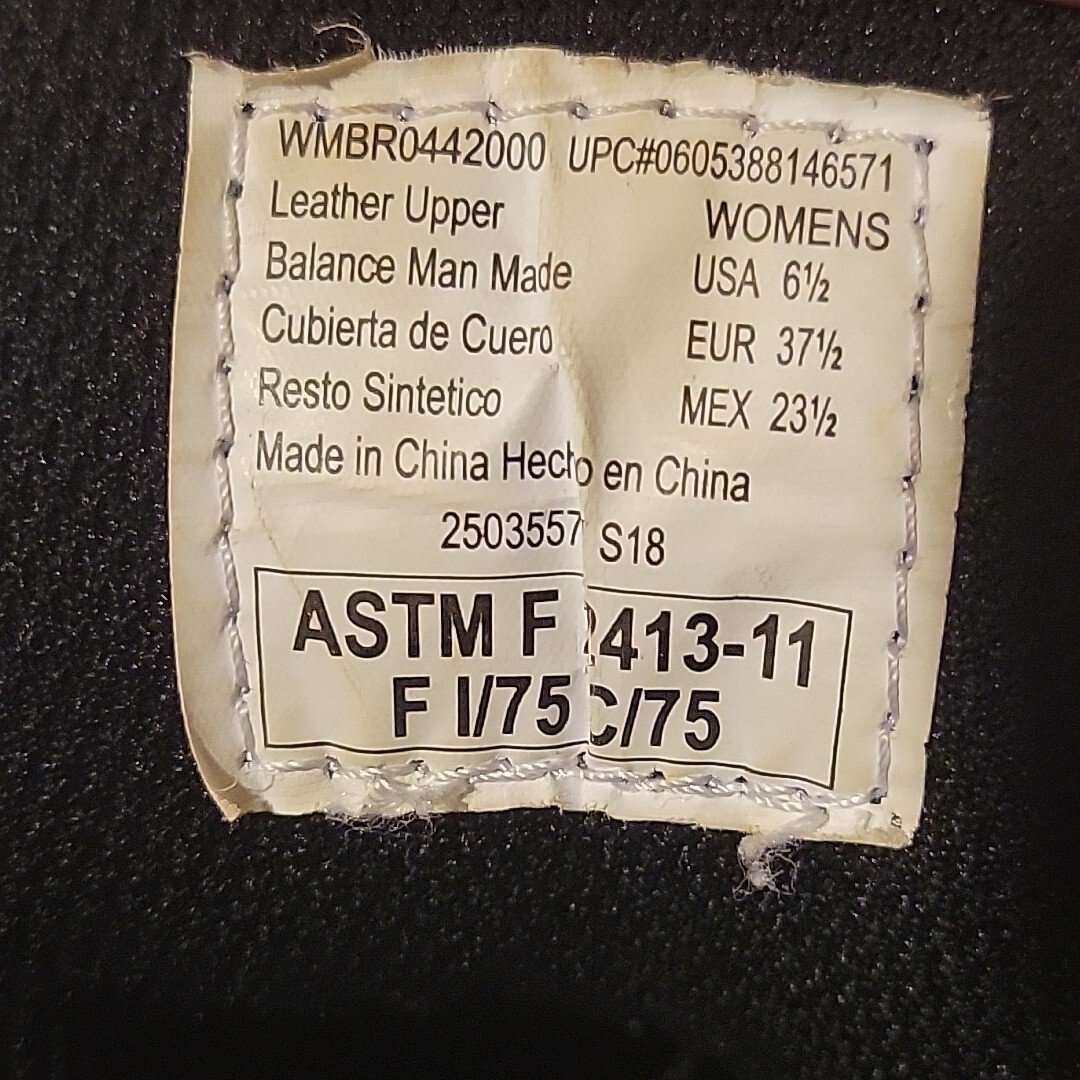 WMBR0442000 UPC#0605388146571
Leather Upper WOMENS
Balance Man Made USA 6½
Cubierta de Cuero EUR 37½
Resto Sintetico MEX 23½
Made in China Hecho en China
2503557 S18
ASTM F 2413-11
F I/75 C/75